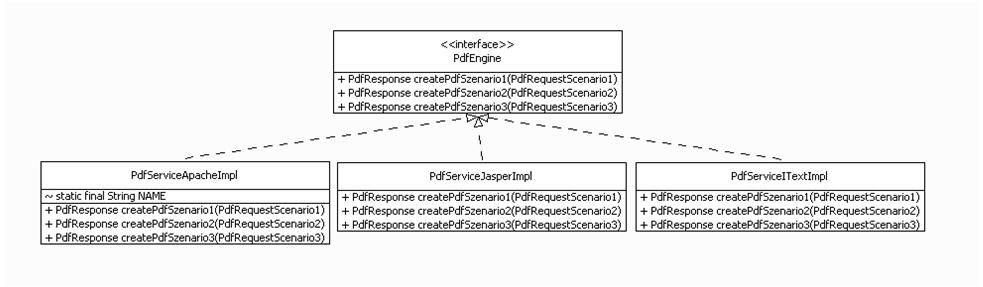 <<interface>>
PdfEngine
+ PdfResponse createPdfSzenario1(PdfRequestScenario1)
+ PdfResponse createPdfSzenario2(PdfRequestScenario2)
+ PdfResponse createPdfSzenario3(PdfRequestScenario3)
PdfServiceApacheImpl
~ static final String NAME
+ PdfResponse createPdfSzenario1(PdfRequestScenario1)
+ PdfResponse createPdfSzenario2(PdfRequestScenario2)
+ PdfResponse createPdfSzenario3(PdfRequestScenario3)
PdfServiceJasperImpl
+ PdfResponse createPdfSzenario1(PdfRequestScenario1)
+ PdfResponse createPdfSzenario2(PdfRequestScenario2)
+ PdfResponse createPdfSzenario3(PdfRequestScenario3)
PdfServiceITextImpl
+ PdfResponse createPdfSzenario1(PdfRequestScenario1)
+ PdfResponse createPdfSzenario2(PdfRequestScenario2)
+ PdfResponse createPdfSzenario3(PdfRequestScenario3)